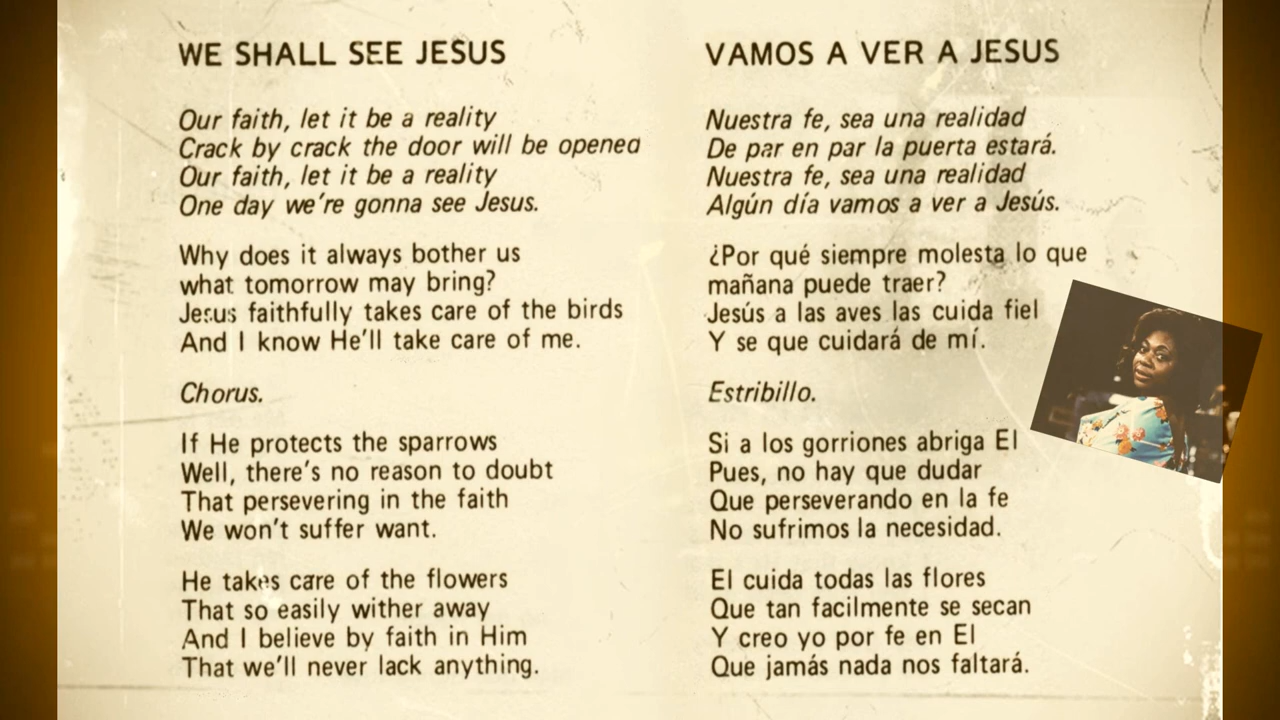 WE SHALL SEE JESUS
Our faith, let it be a reality
Crack by crack the door will be opened
Our faith, let it be a reality
One day we're gonna see Jesus.
Why does it always bother us
what tomorrow may bring?
Jesus faithfully takes care of the birds
And I know He'll take care of me.
Chorus.
If He protects the sparrows
Well, there's no reason to doubt
That persevering in the faith
We won't suffer want.
He takes care of the flowers
That so easily wither away
And I believe by faith in Him
That we'll never lack anything.
VAMOS A VER A JESUS
Nuestra fe, sea una realidad
De par en par la puerta estará.
Nuestra fe, sea una realidad
Algún día vamos a ver a Jesús.
¿Por qué siempre molesta lo que
mañana puede traer?
Jesús a las aves las cuida fiel
Y se que cuidará de mí.
Estribillo.
Si a los gorriones abriga El
Pues, no hay que dudar
Que perseverando en la fe
No sufrimos la necesidad.
El cuida todas las flores
Que tan facilmente se secan
Y creo yo por fe en El
Que jamás nada nos faltará.